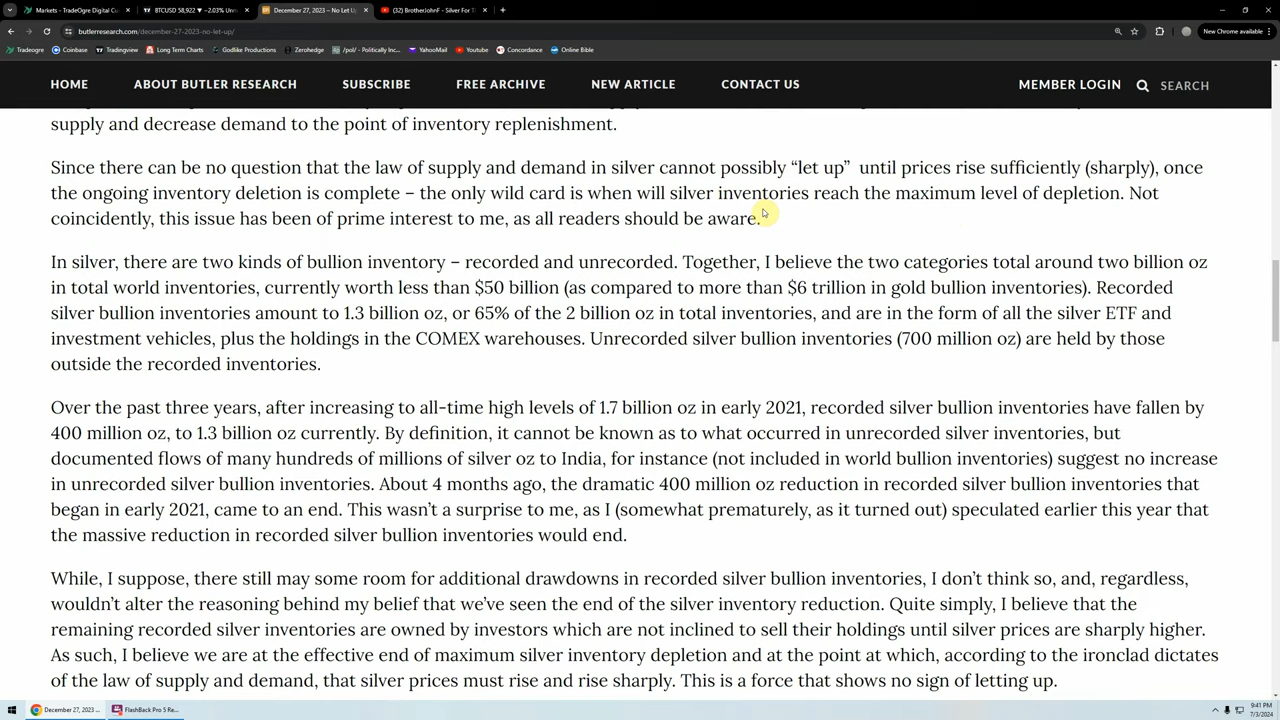 Markets - TradeOgre Digital Cu
BTCUSD 58,922 ▼ −2.03% Unn
December 27, 2023 – No Let Up
(32) BrotherJohnF - Silver For T
butlerresearch.com/december-27-2023-no-let-up/
New Chrome available
Tradeogre
Coinbase
Tradingview
Long Term Charts
Godlike Productions
Zerohedge
/pol/ - Politically Inc...
YahooMail
Youtube
Concordance
Online Bible
HOME ABOUT BUTLER RESEARCH SUBSCRIBE FREE ARCHIVE NEW ARTICLE CONTACT US MEMBER LOGIN SEARCH
supply and decrease demand to the point of inventory replenishment.
Since there can be no question that the law of supply and demand in silver cannot possibly “let up” until prices rise sufficiently (sharply), once
the ongoing inventory deletion is complete – the only wild card is when will silver inventories reach the maximum level of depletion. Not
coincidently, this issue has been of prime interest to me, as all readers should be aware.
In silver, there are two kinds of bullion inventory – recorded and unrecorded. Together, I believe the two categories total around two billion oz
in total world inventories, currently worth less than $50 billion (as compared to more than $6 trillion in gold bullion inventories). Recorded
silver bullion inventories amount to 1.3 billion oz, or 65% of the 2 billion oz in total inventories, and are in the form of all the silver ETF and
investment vehicles, plus the holdings in the COMEX warehouses. Unrecorded silver bullion inventories (700 million oz) are held by those
outside the recorded inventories.
Over the past three years, after increasing to all-time high levels of 1.7 billion oz in early 2021, recorded silver bullion inventories have fallen by
400 million oz, to 1.3 billion oz currently. By definition, it cannot be known as to what occurred in unrecorded silver inventories, but
documented flows of many hundreds of millions of silver oz to India, for instance (not included in world bullion inventories) suggest no increase
in unrecorded silver bullion inventories. About 4 months ago, the dramatic 400 million oz reduction in recorded silver bullion inventories that
began in early 2021, came to an end. This wasn’t a surprise to me, as I (somewhat prematurely, as it turned out) speculated earlier this year that
the massive reduction in recorded silver bullion inventories would end.
While, I suppose, there still may some room for additional drawdowns in recorded silver bullion inventories, I don’t think so, and, regardless,
wouldn’t alter the reasoning behind my belief that we’ve seen the end of the silver inventory reduction. Quite simply, I believe that the
remaining recorded silver inventories are owned by investors which are not inclined to sell their holdings until silver prices are sharply higher.
As such, I believe we are at the effective end of maximum silver inventory depletion and at the point at which, according to the ironclad dictates
of the law of supply and demand, that silver prices must rise and rise sharply. This is a force that shows no sign of letting up.
December 27, 2023 ...
FlashBack Pro 5 Re...
9:41 PM
7/3/2024